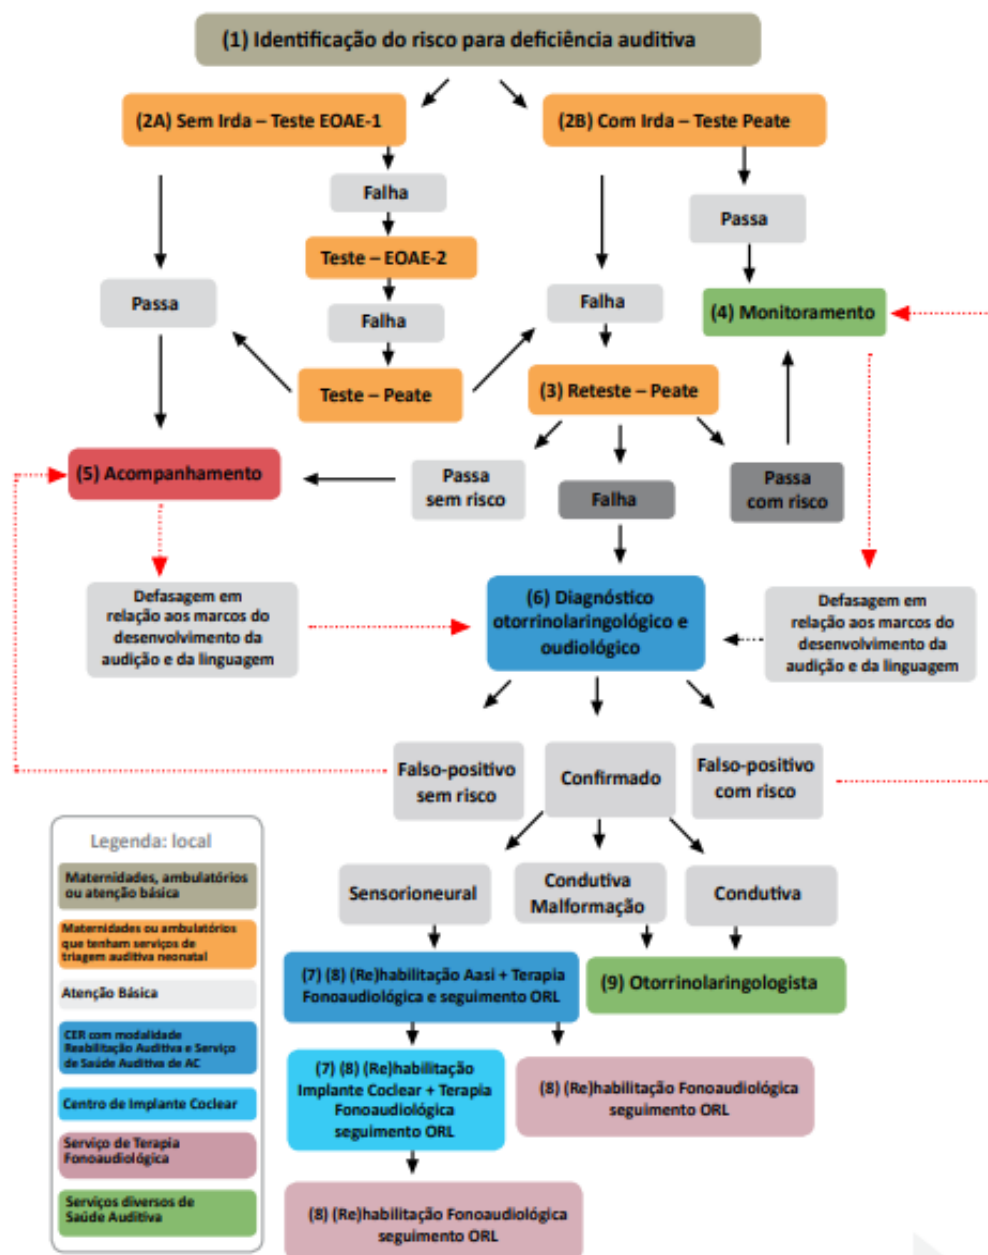 (1) Identificação do risco para deficiência auditiva
(2A) Sem Irda – Teste EOAE-1
(2B) Com Irda – Teste Peate
Falha
Passa
Teste – EOAE-2
Passa
Falha
Falha
(4) Monitoramento
Teste – Peate
(3) Reteste – Peate
(5) Acompanhamento
Passa
sem risco
Falha
Passa
com risco
Defasagem em
relação aos marcos do
desenvolvimento da
audição e da linguagem
(6) Diagnóstico
otorrinolaringológico e
oudiológico
Defasagem em
relação aos marcos do
desenvolvimento da
audição e da linguagem
Falso-positivo
sem risco
Confirmado
Falso-positivo
com risco
Sensorioneural
Condutiva
Malformação
Condutiva
(7) (8) (Re)habilitação Aasi + Terapia
Fonoaudiológica e seguimento ORL
(9) Otorrinolaringologista
(7) (8) (Re)habilitação
Implante Coclear + Terapia
Fonoaudiológica
seguimento ORL
(8) (Re)habilitação Fonoaudiológica
seguimento ORL
(8) (Re)habilitação Fonoaudiológica
seguimento ORL
Legenda: local
Maternidades, ambulatórios
ou atenção básica
Maternidades ou ambulatórios
que tenham serviços de
triagem auditiva neonatal
Atenção Básica
CER com modalidade
Reabilitação Auditiva e Serviço
de Saúde Auditiva de AC
Centro de Implante Coclear
Serviço de Terapia
Fonoaudiológica
Serviços diversos de
Saúde Auditiva